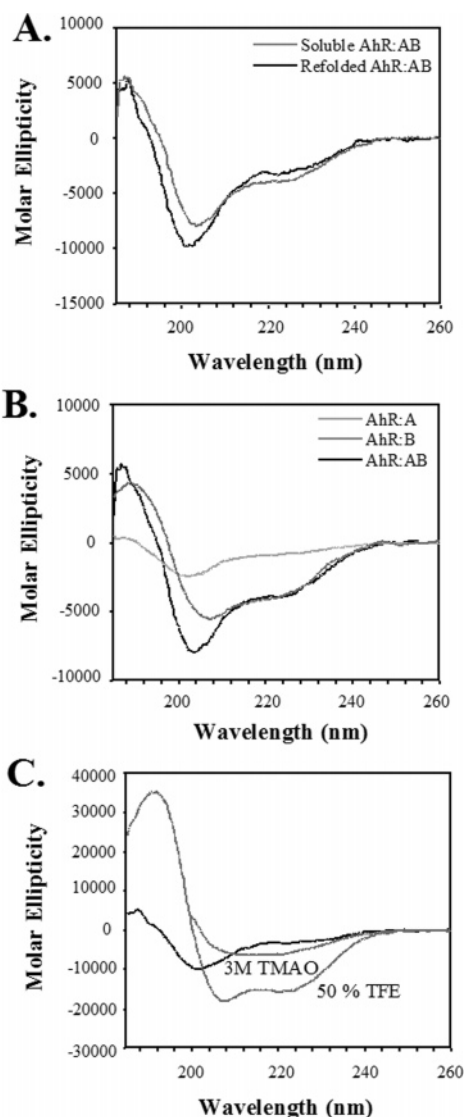 A.
10000
5000
0
-5000
-10000
-15000
Molar Ellipticity
Soluble AhR:AB
Refolded AhR:AB
200 220 240 260
Wavelength (nm)
B.
10000
5000
0
-5000
-10000
Molar Ellipticity
AhR:A
AhR:B
AhR:AB
200 220 240 260
Wavelength (nm)
C.
40000
30000
20000
10000
0
-10000
-20000
-30000
Molar Ellipticity
3M TMAO
50 % TFE
200 220 240 260
Wavelength (nm)